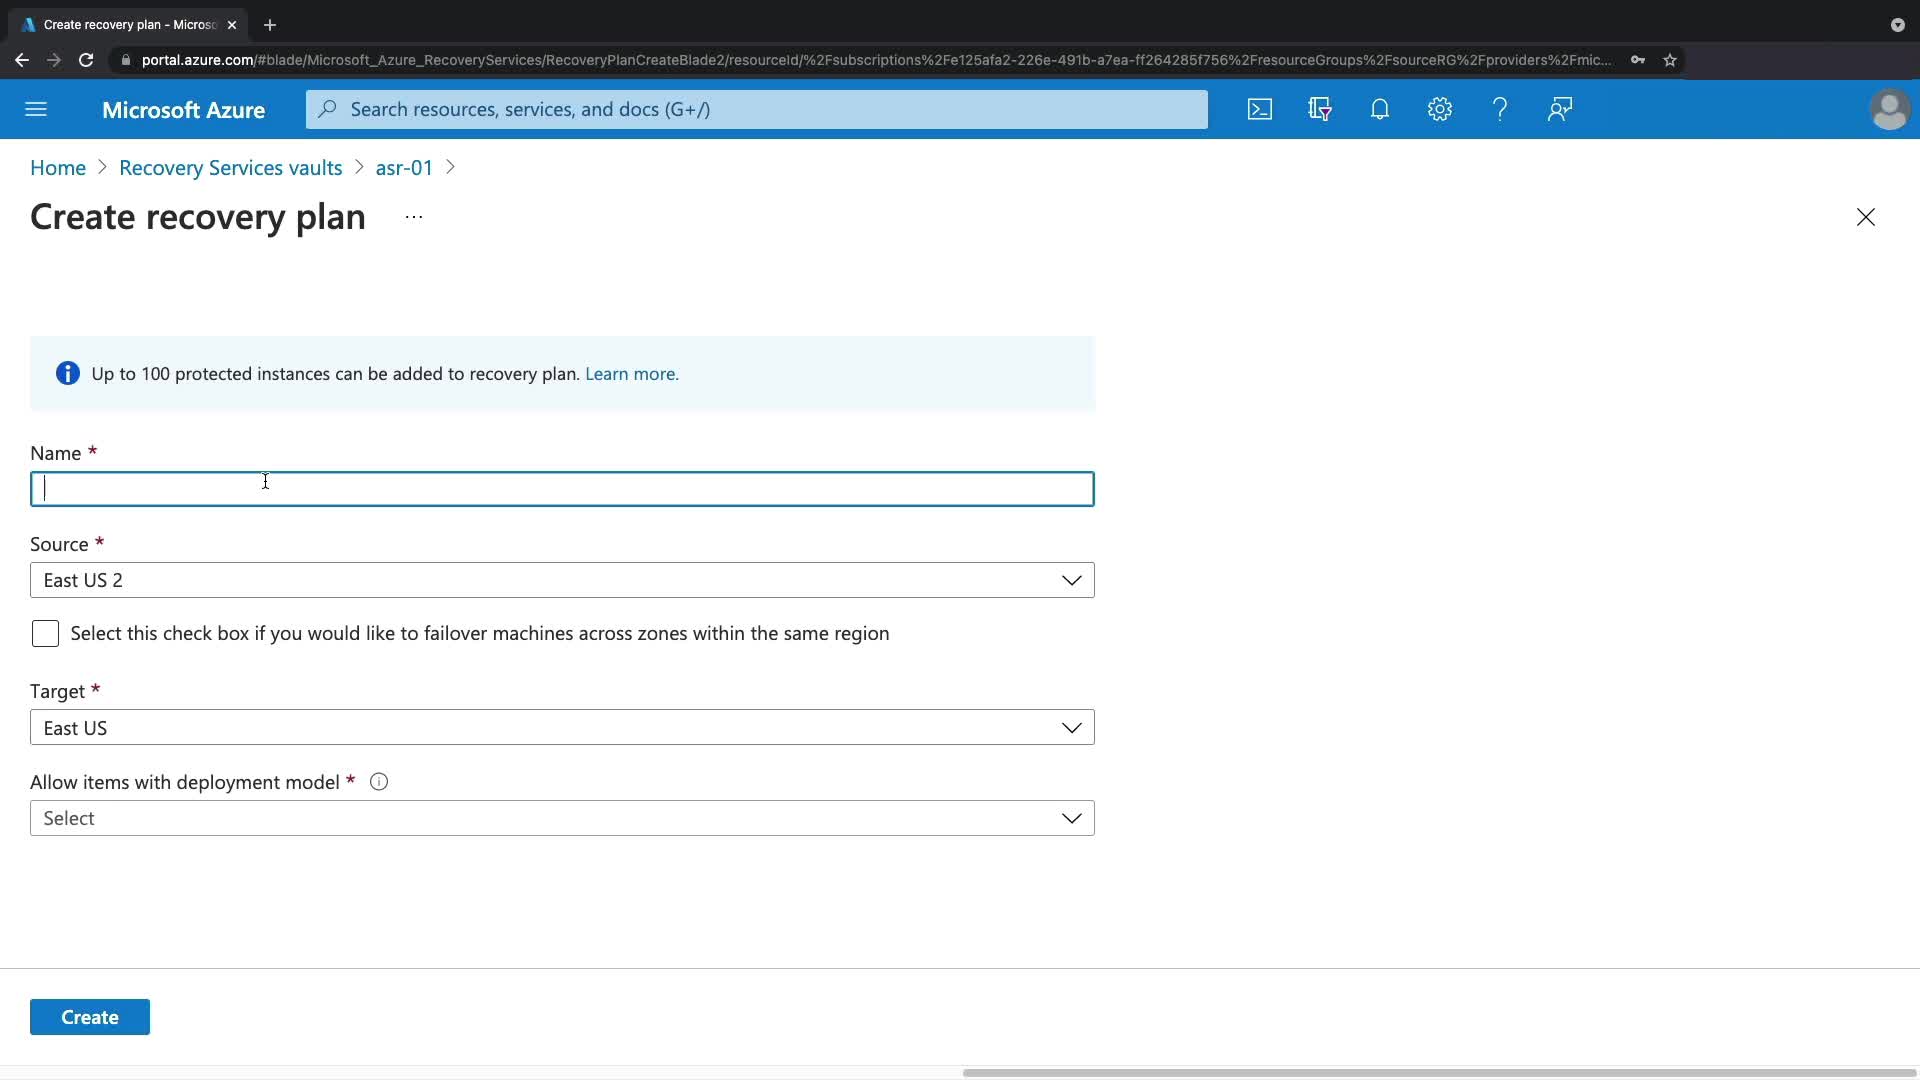 Create recovery plan - Microso
portal.azure.com/#blade/Microsoft_Azure_RecoveryServices/RecoveryPlanCreateBlade2/resourceId/%2Fsubscriptions%2Fe125afa2-226e-491b-a7ea-ff264285f756%2FresourceGroups%2FsourceRG%2Fproviders%2Fmic...
Microsoft Azure
Search resources, services, and docs (G+/)
Home > Recovery Services vaults > asr-01 >
Create recovery plan ...
Up to 100 protected instances can be added to recovery plan. Learn more.
Name *
Source *
East US 2
Select this check box if you would like to failover machines across zones within the same region
Target *
East US
Allow items with deployment model *
Select
Create